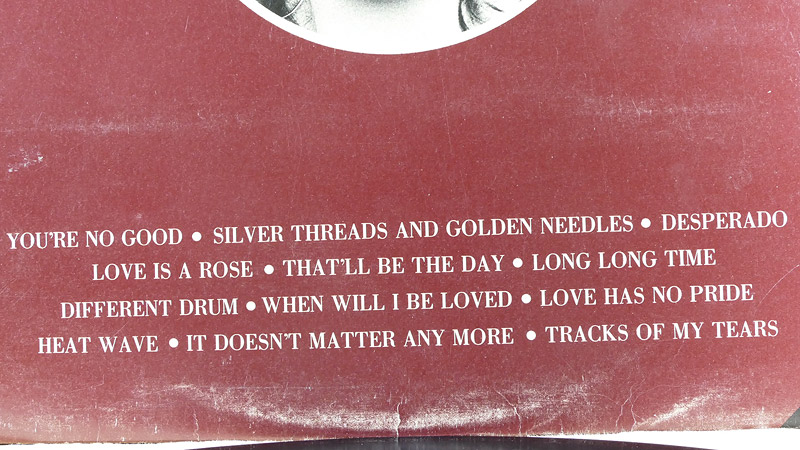 YOU'RE NO GOOD • SILVER THREADS AND GOLDEN NEEDLES • DESPERADO
LOVE IS A ROSE • THAT'LL BE THE DAY • LONG LONG TIME
DIFFERENT DRUM • WHEN WILL I BE LOVED • LOVE HAS NO PRIDE
HEAT WAVE • IT DOESN'T MATTER ANY MORE • TRACKS OF MY TEARS